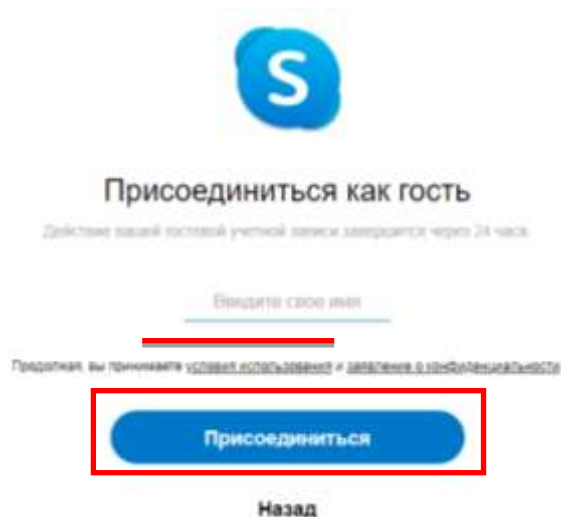 S
Присоединиться как гость
Действие вашей гостевой учетной записи завершится через 24 часа.
Введите свое имя
Продолжая, вы принимаете условия использования и заявление о конфиденциальности
Присоединиться
Назад